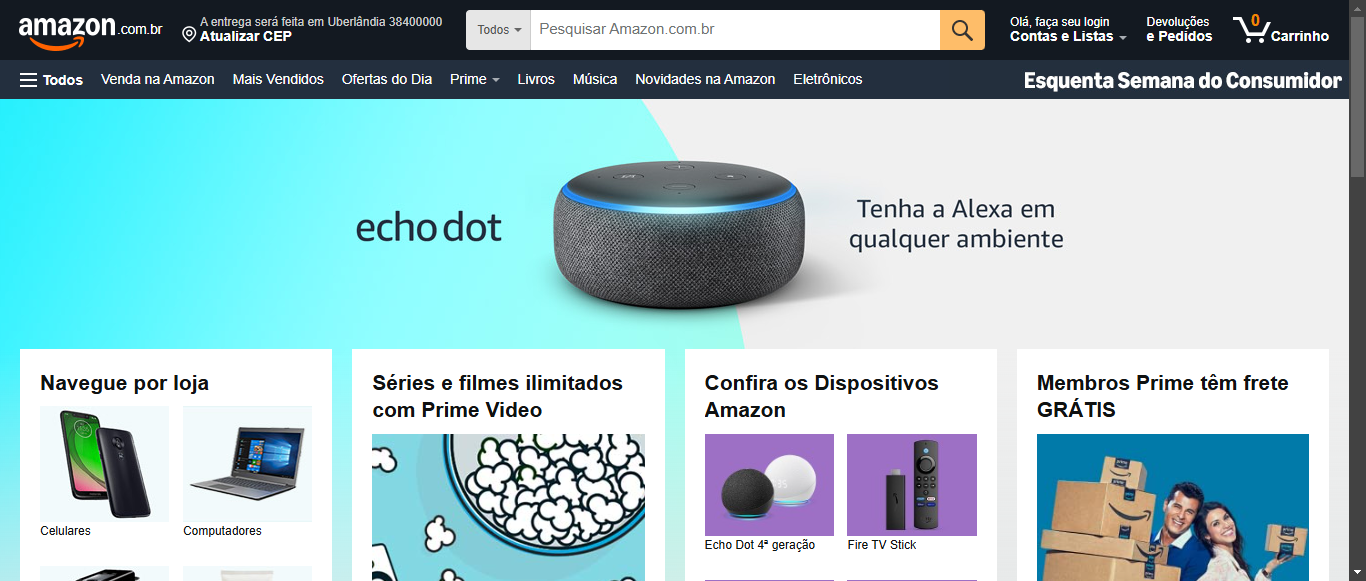 amazon.com.br
A entrega será feita em Uberlândia 38400000
Atualizar CEP
Todos
Pesquisar Amazon.com.br
Olá, faça seu login
Contas e Listas
Devoluções
e Pedidos
0
Carrinho
Todos
Venda na Amazon
Mais Vendidos
Ofertas do Dia
Prime
Livros
Música
Novidades na Amazon
Eletrônicos
Esquenta Semana do Consumidor
echo dot
Tenha a Alexa em
qualquer ambiente
Navegue por loja
Celulares
Computadores
Séries e filmes ilimitados
com Prime Video
Confira os Dispositivos
Amazon
Echo Dot 4ª geração
Fire TV Stick
Membros Prime têm frete
GRÁTIS